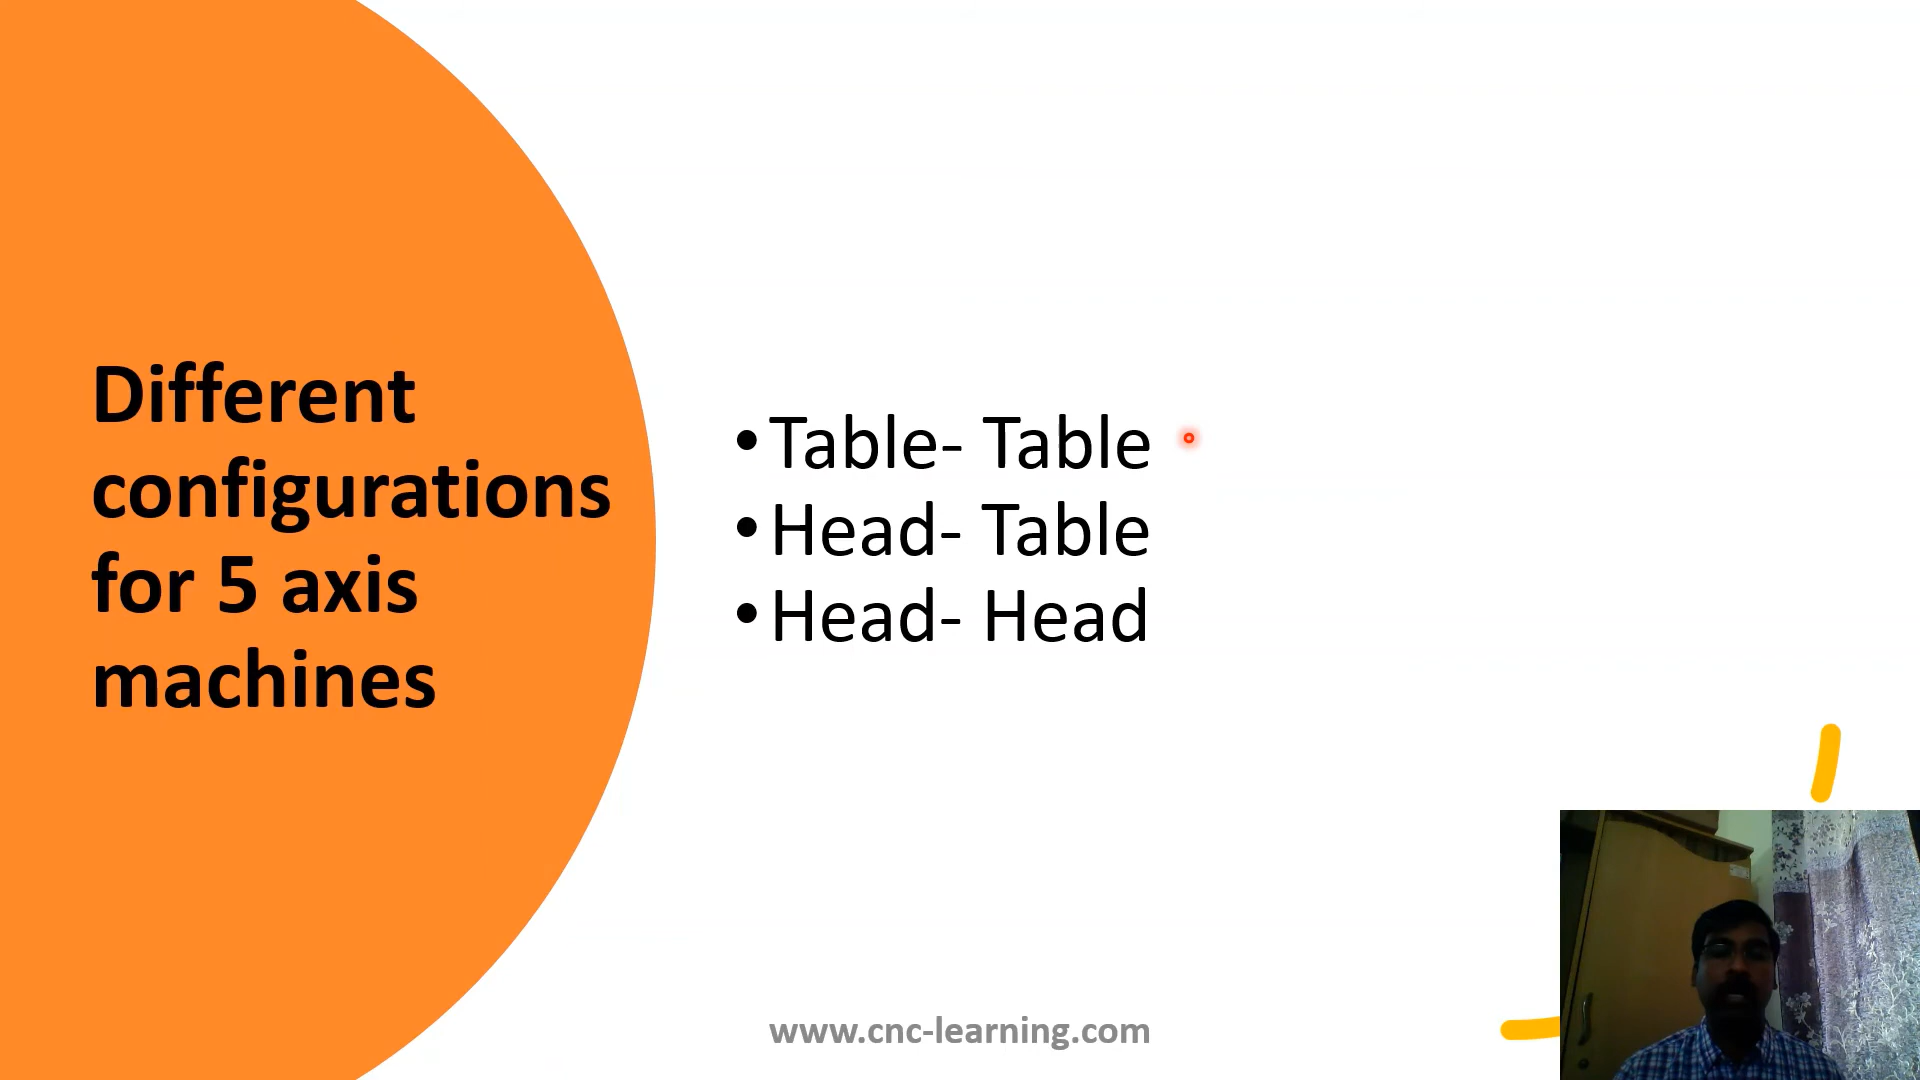 Different
configurations
for 5 axis
machines
•Table- Table
•Head- Table
•Head- Head
www.cnc-learning.com